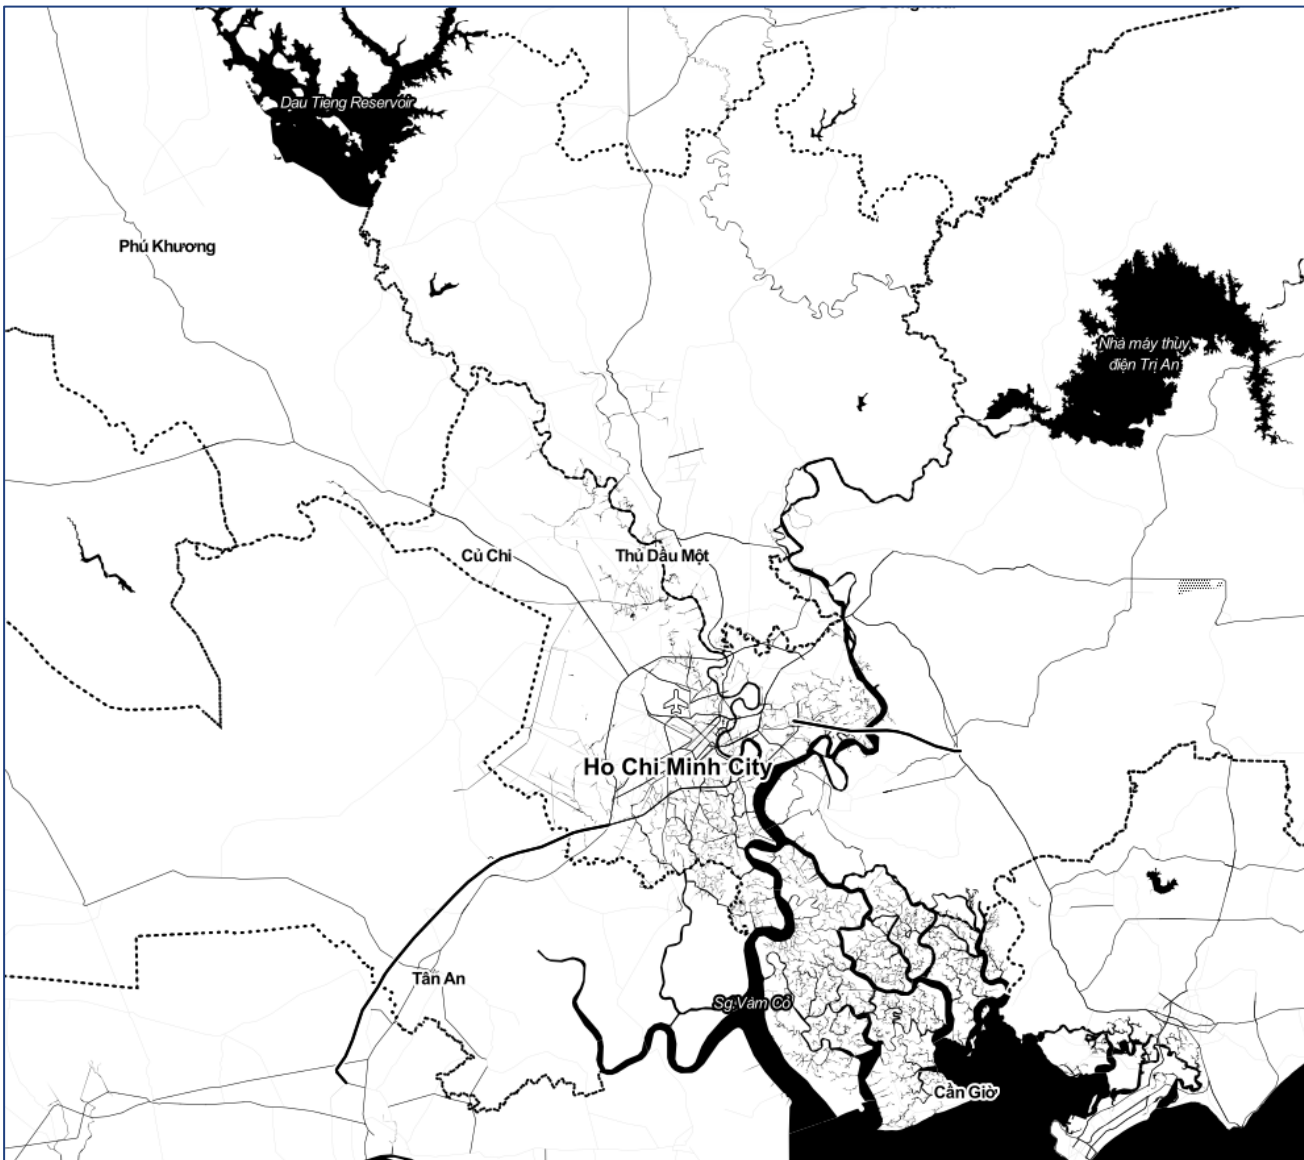 Dau Tieng Reservoir
Phú Khương
Nhà máy thủy
điện Trị An
Củ Chi
Thủ Dầu Một
Ho Chi Minh City
Tân An
Sg.Vàm Cỏ
Cần Giờ